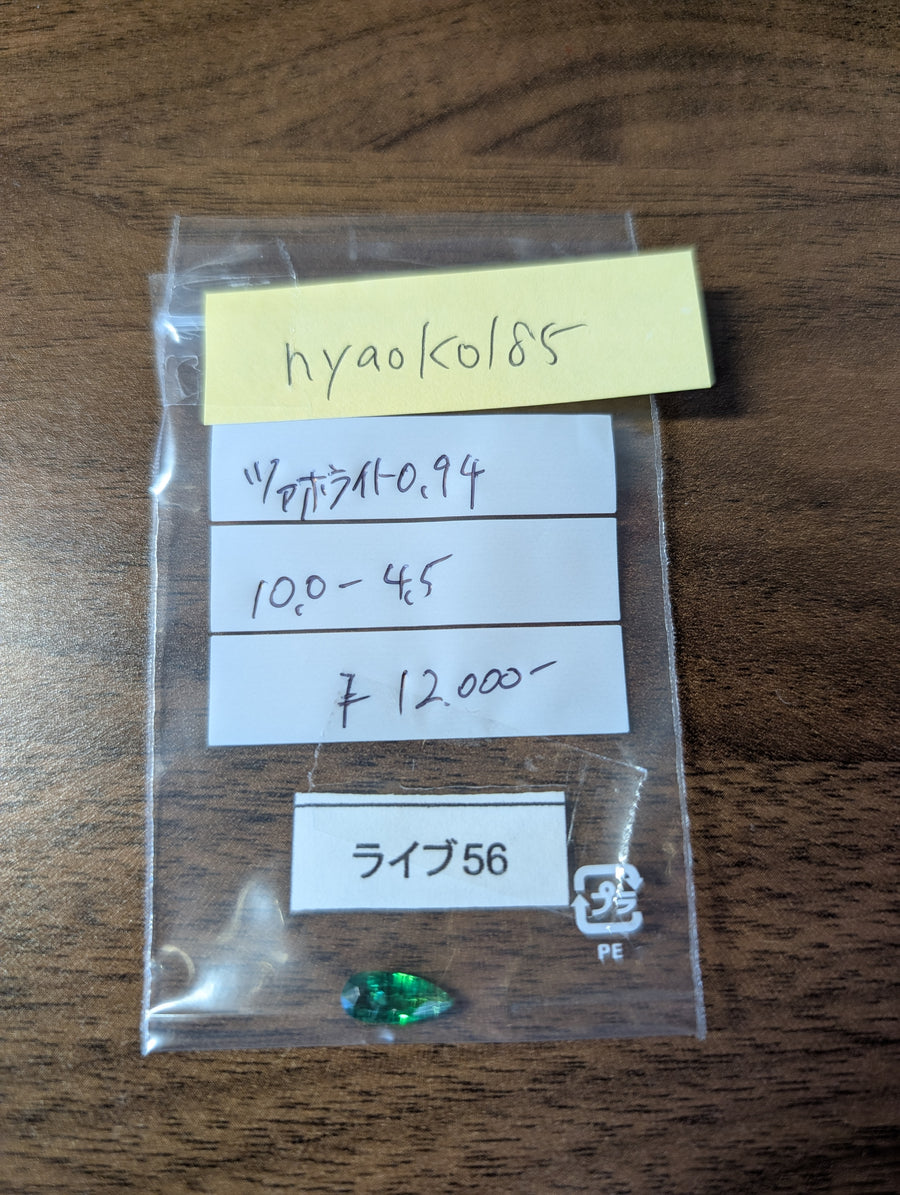 nyaoko185
ツァボライト0.94
10.0-4.5
¥12.000-
ライブ56
プラ
PE